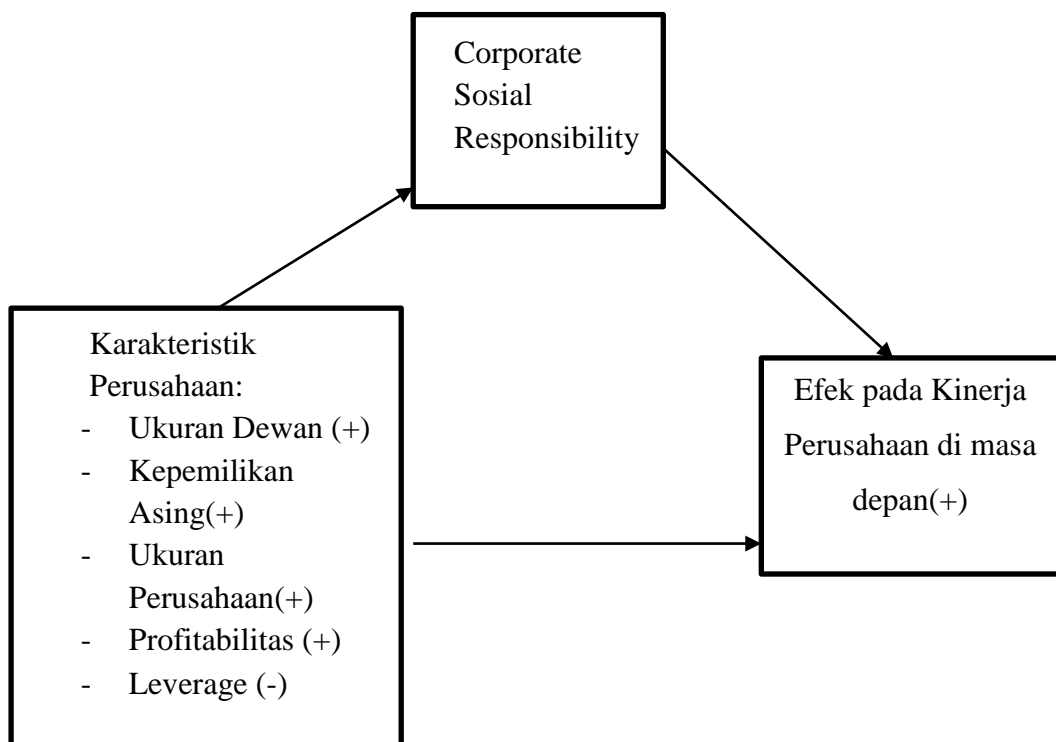 Corporate
Sosial
Responsibility
Karakteristik
Perusahaan:
- Ukuran Dewan (+)
- Kepemilikan
Asing(+)
- Ukuran
Perusahaan(+)
- Profitabilitas (+)
- Leverage (-)
Efek pada Kinerja
Perusahaan di masa
depan(+)